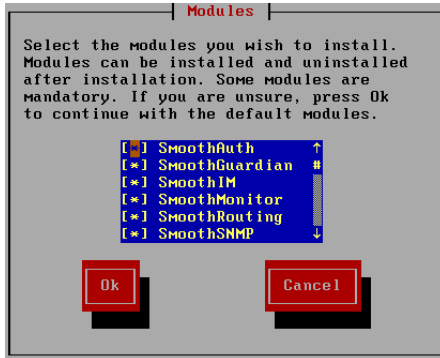 Modules
Select the modules you wish to install.
Modules can be installed and uninstalled
after installation. Some modules are
mandatory. If you are unsure, press Ok
to continue with the default modules.
[*] SmoothAuth ↑
[*] SmoothGuardian #
[*] SmoothIM
[*] SmoothMonitor
[*] SmoothRouting
[*] SmoothSNMP ↓
Ok Cancel